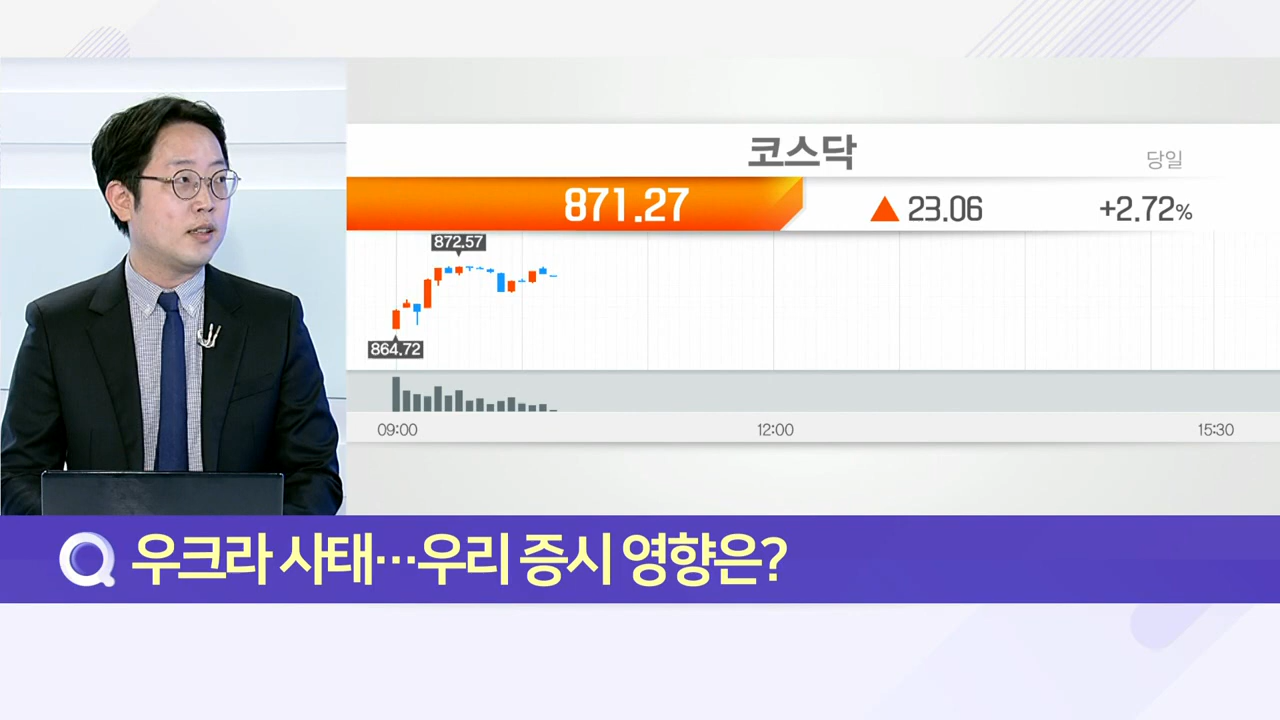 코스닥
당일
871.27 ▲ 23.06 +2.72%
872.57
864.72
09:00 12:00 15:30
Q 우크라 사태…우리 증시 영향은?